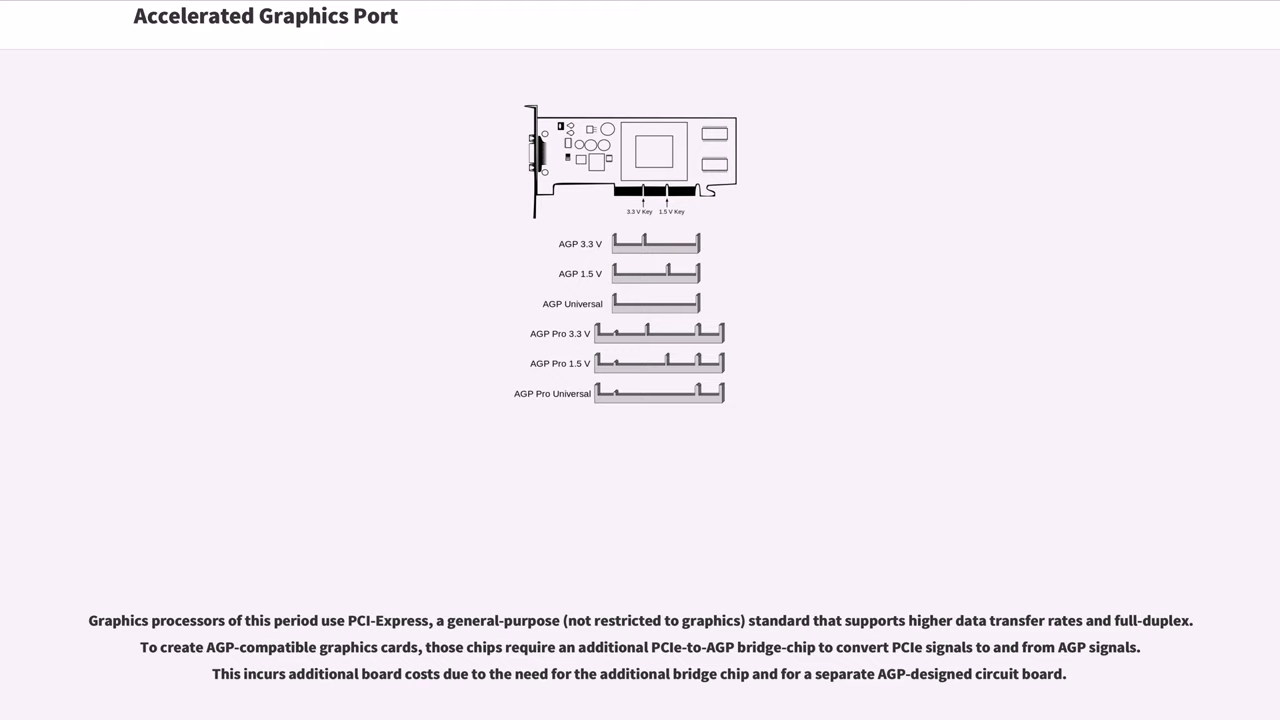 Accelerated Graphics Port
3.3 V Key 1.5 V Key
AGP 3.3 V
AGP 1.5 V
AGP Universal
AGP Pro 3.3 V
AGP Pro 1.5 V
AGP Pro Universal
Graphics processors of this period use PCI-Express, a general-purpose (not restricted to graphics) standard that supports higher data transfer rates and full-duplex.
To create AGP-compatible graphics cards, those chips require an additional PCIe-to-AGP bridge-chip to convert PCIe signals to and from AGP signals.
This incurs additional board costs due to the need for the additional bridge chip and for a separate AGP-designed circuit board.